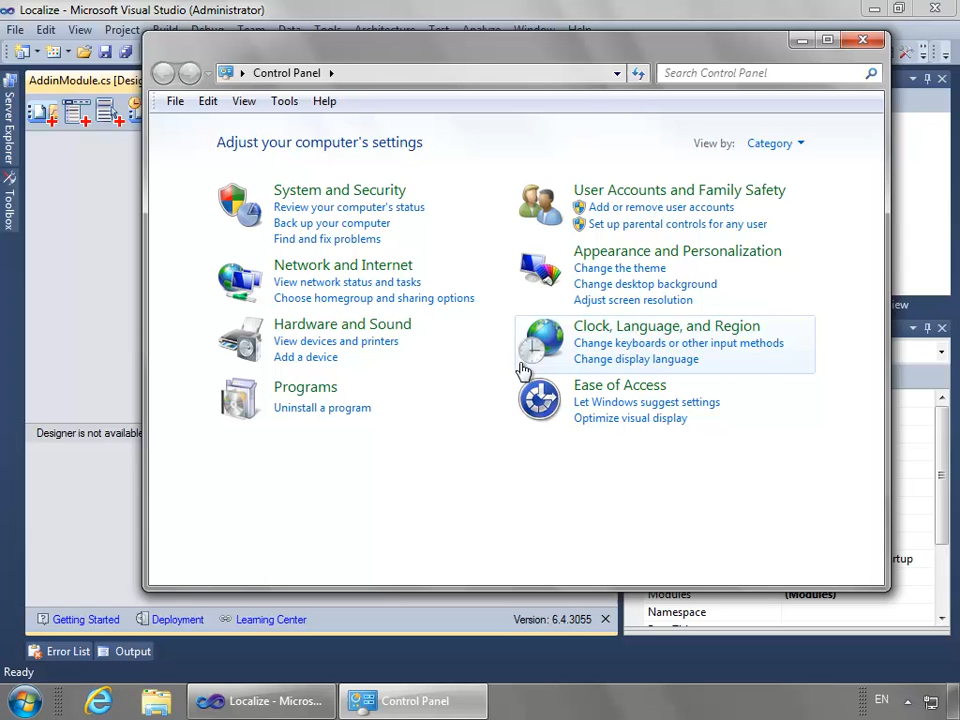 Localize - Microsoft Visual Studio (Administrator)
File Edit View Project
AddinModule.cs [Desi
Server Explorer
Toolbox
Control Panel
Search Control Panel
File Edit View Tools Help
Adjust your computer's settings
View by: Category
System and Security
Review your computer's status
Back up your computer
Find and fix problems
Network and Internet
View network status and tasks
Choose homegroup and sharing options
Hardware and Sound
View devices and printers
Add a device
Programs
Uninstall a program
User Accounts and Family Safety
Add or remove user accounts
Set up parental controls for any user
Appearance and Personalization
Change the theme
Change desktop background
Adjust screen resolution
Clock, Language, and Region
Change keyboards or other input methods
Change display language
Ease of Access
Let Windows suggest settings
Optimize visual display
Designer is not available
Modules (Modules)
Namespace
Getting Started Deployment Learning Center Version: 6.4.3055
Error List Output
Ready
Localize - Micros...
Control Panel
EN